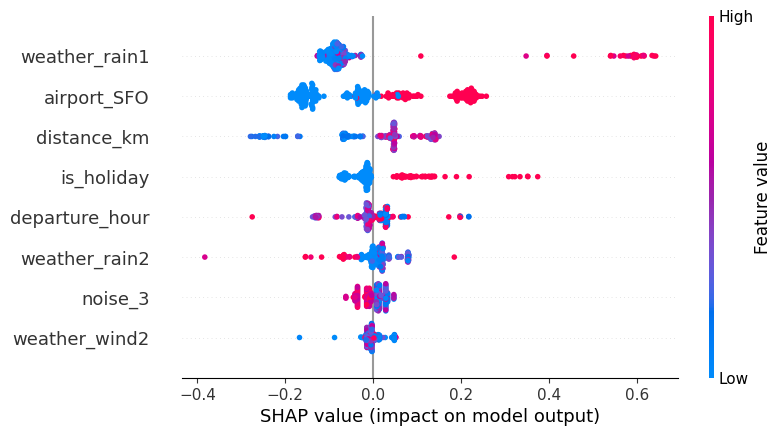 High
weather_rain1
airport_SFO
distance_km
is_holiday
departure_hour
weather_rain2
noise_3
weather_wind2
Feature value
Low
−0.4 −0.2 0.0 0.2 0.4 0.6
SHAP value (impact on model output)